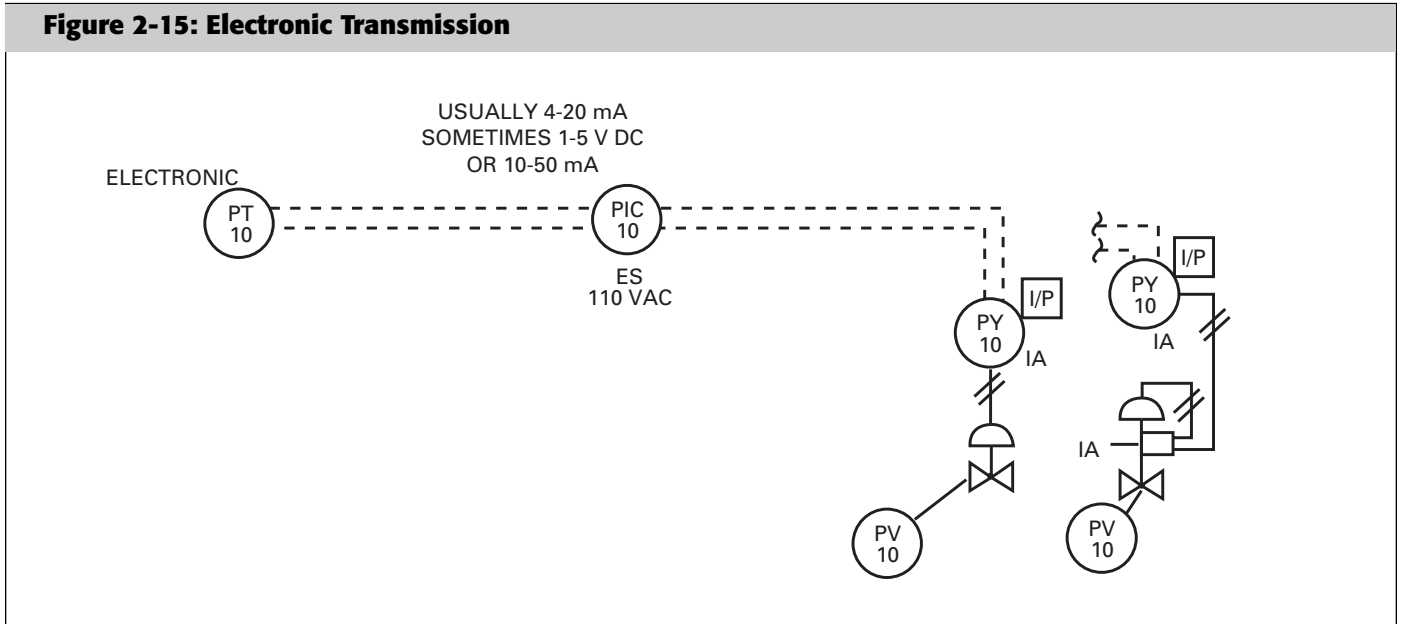 Figure 2-15: Electronic Transmission
USUALLY 4-20 mA
SOMETIMES 1-5 V DC
OR 10-50 mA
ELECTRONIC
PT
10
PIC
10
ES
110 VAC
I/P
PY
10
IA
PV
10
I/P
PY
10
IA
IA
PV
10